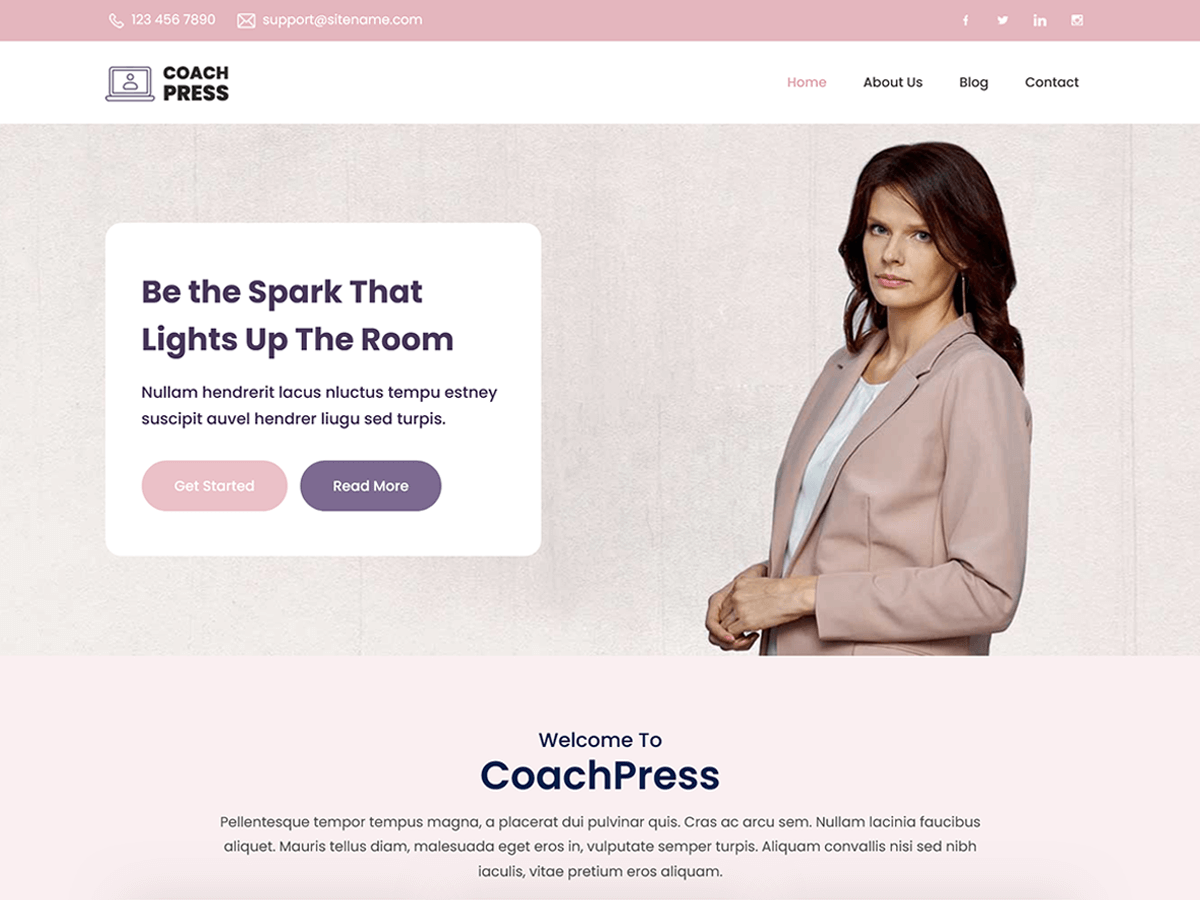 123 456 7890 support@sitename.com
COACH
PRESS
Home About Us Blog Contact
Be the Spark That
Lights Up The Room
Nullam hendrerit lacus nluctus tempu estney
suscipit auvel hendrer liugu sed turpis.
Get Started Read More
Welcome To
CoachPress
Pellentesque tempor tempus magna, a placerat dui pulvinar quis. Cras ac arcu sem. Nullam lacinia faucibus
aliquet. Mauris tellus diam, malesuada eget eros in, vulputate semper turpis. Aliquam convallis nisi sed nibh
iaculis, vitae pretium eros aliquam.